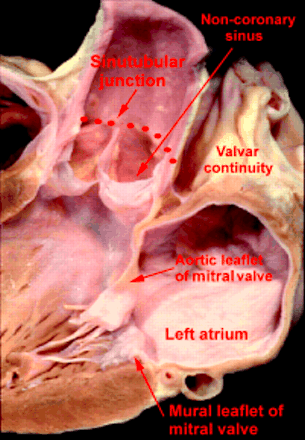 Non-coronary
sinus
Sinutubular
junction
Valvar
continuity
Aortic leaflet
of mitral valve
Left atrium
Mural leaflet of
mitral valve